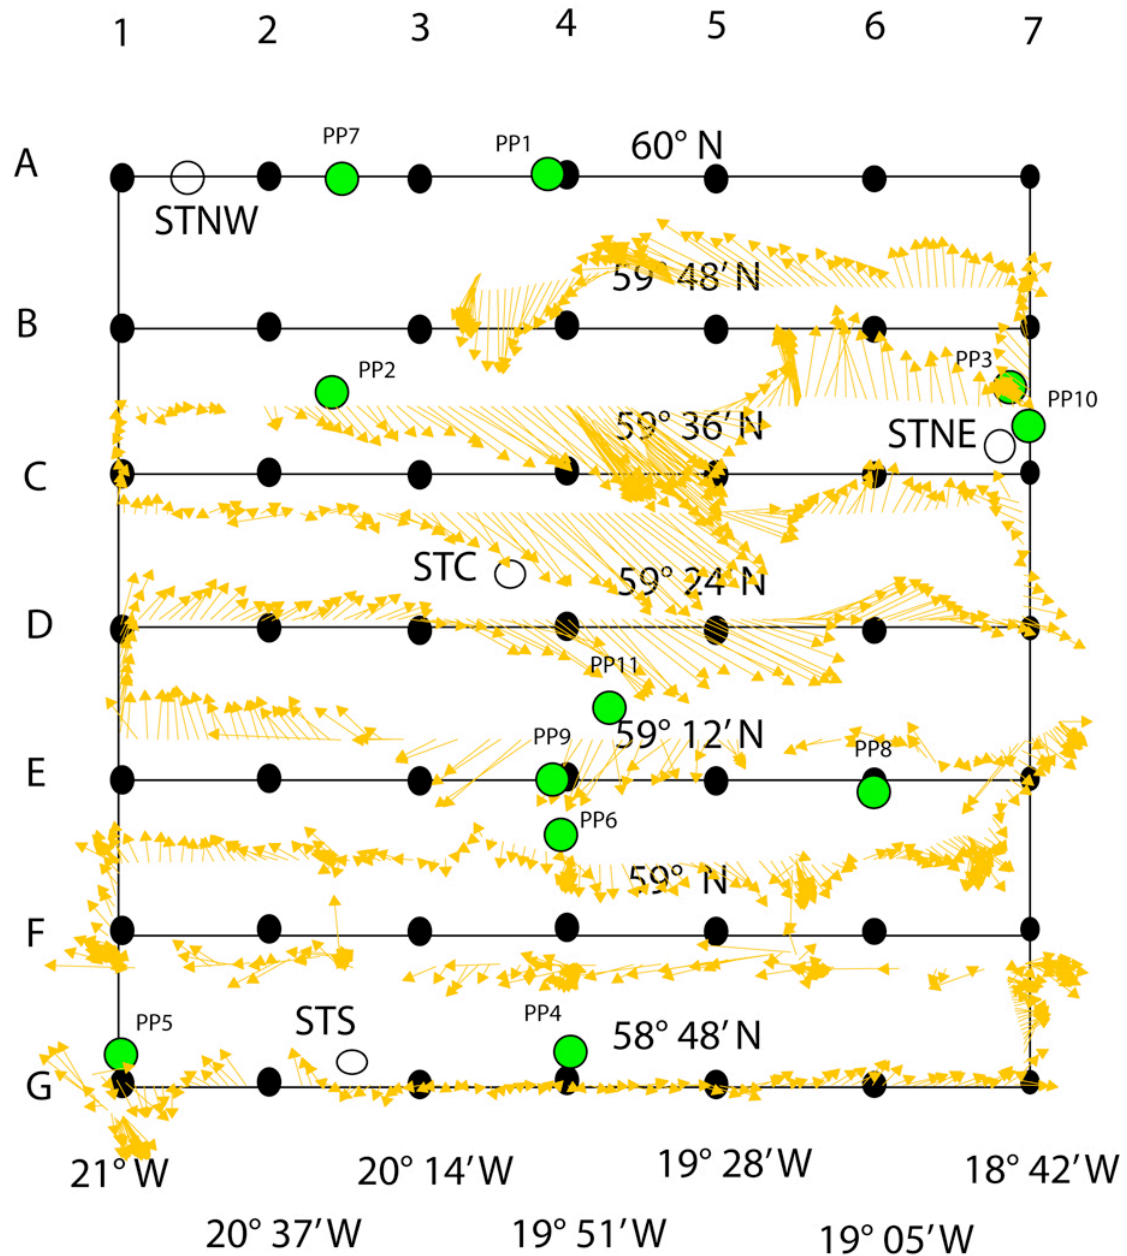 1 2 3 4 5 6 7
PP7 PP1 60° N
A
STNW
59° 48′ N
B
PP3
PP2
PP10
59° 36′ N STNE
C
STC 59° 24′ N
D
PP11
59° 12′ N
PP9 PP8
E
PP6
59° N
F
STS PP4 58° 48′ N
PP5
G
21° W 20° 14′ W 19° 28′ W 18° 42′ W
20° 37′ W 19° 51′ W 19° 05′ W